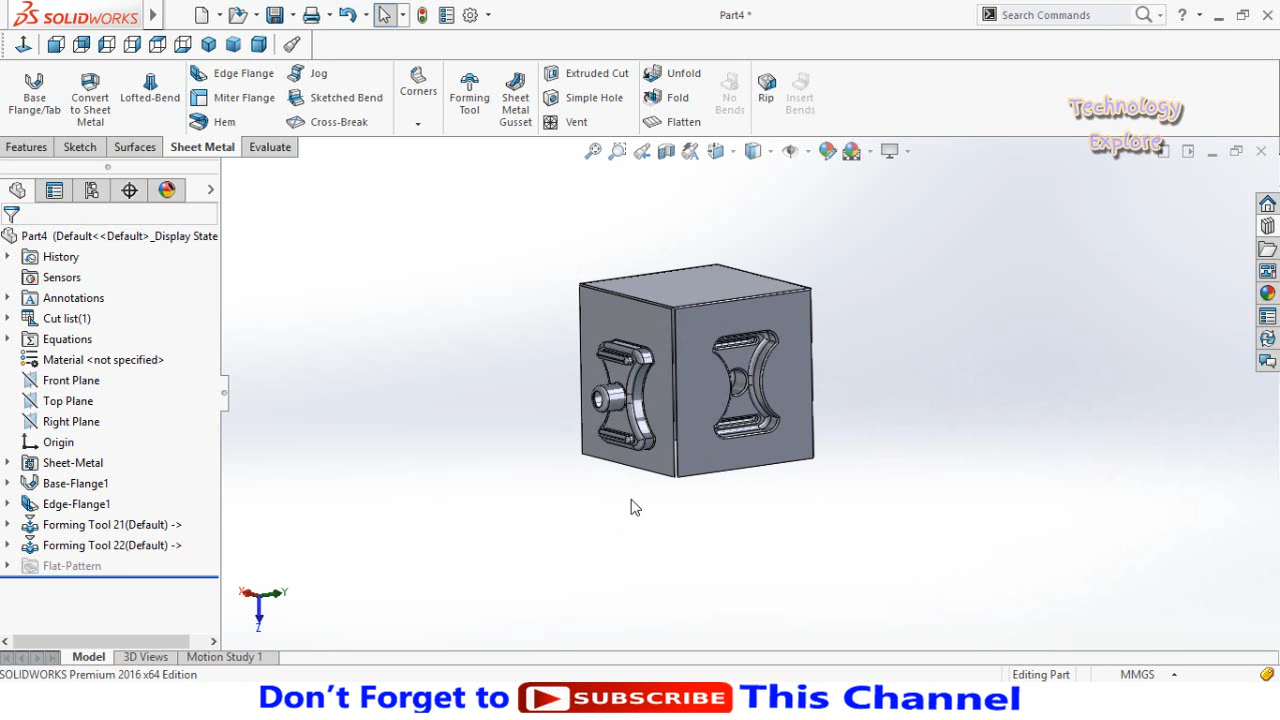 SOLIDWORKS
Part4 *
Search Commands
Base Flange/Tab
Convert to Sheet Metal
Lofted-Bend
Edge Flange
Miter Flange
Hem
Jog
Sketched Bend
Cross-Break
Corners
Forming Tool
Sheet Metal Gusset
Extruded Cut
Simple Hole
Vent
Unfold
Fold
Flatten
No Bends
Rip
Insert Bends
Technology
Explore
Features
Sketch
Surfaces
Sheet Metal
Evaluate
Part4 (Default<<Default>_Display State
History
Sensors
Annotations
Cut list(1)
Equations
Material <not specified>
Front Plane
Top Plane
Right Plane
Origin
Sheet-Metal
Base-Flange1
Edge-Flange1
Forming Tool 21(Default) ->
Forming Tool 22(Default) ->
Flat-Pattern
X Y
Z
Model
3D Views
Motion Study 1
SOLIDWORKS Premium 2016 x64 Edition
Editing Part
MMGS
Don't Forget to SUBSCRIBE This Channel